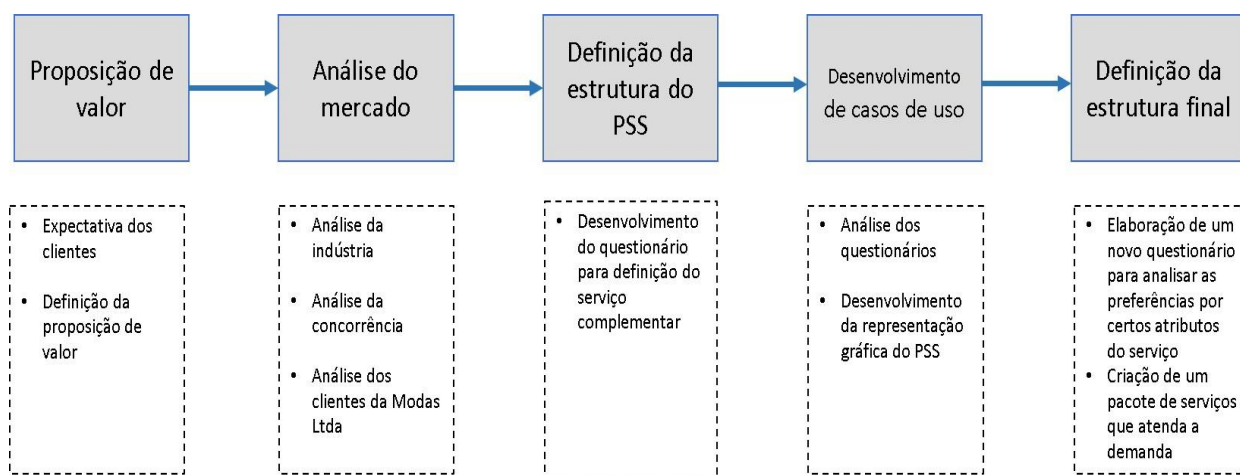 Proposição de
valor
Análise do
mercado
Definição da
estrutura do
PSS
Desenvolvimento
de casos de uso
Definição da
estrutura final
• Expectativa dos
clientes
• Definição da
proposição de
valor
• Análise da
indústria
• Análise da
concorrência
• Análise dos
clientes da Modas
Ltda
• Desenvolvimento
do questionário
para definição do
serviço
complementar
• Análise dos
questionários
• Desenvolvimento
da representação
gráfica do PSS
• Elaboração de um
novo questionário
para analisar as
preferências por
certos atributos
do serviço
• Criação de um
pacote de serviços
que atenda a
demanda